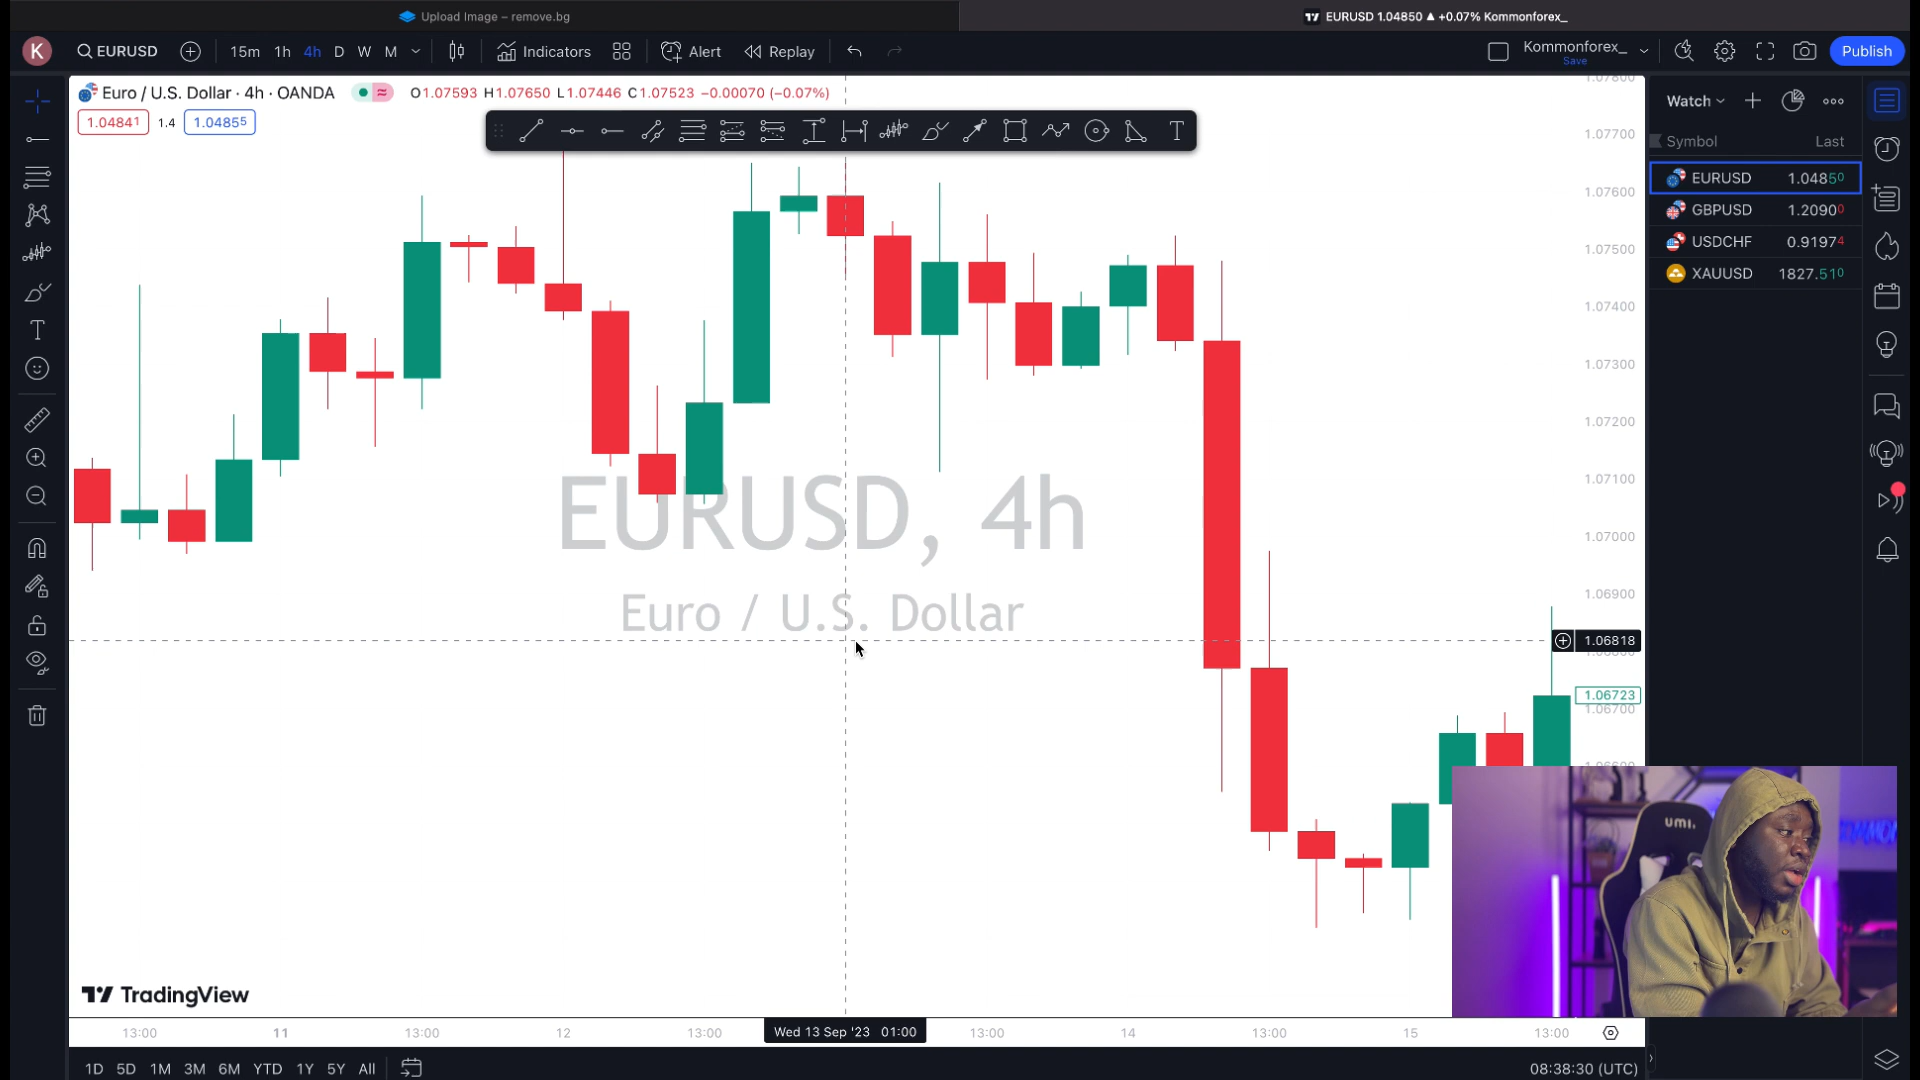 Upload Image – remove.bg
EURUSD 1.04850 ▲ +0.07% Kommonforex_
K
EURUSD
15m 1h 4h D W M
Indicators
Alert
Replay
Kommonforex_
Save
Publish
Euro / U.S. Dollar · 4h · OANDA
O1.07593 H1.07650 L1.07446 C1.07523 −0.00070 (−0.07%)
1.04841 1.4 1.04855
Watch
Symbol Last
EURUSD 1.04850
GBPUSD 1.20900
USDCHF 0.91974
XAUUSD 1827.510
1.07800
1.07700
1.07600
1.07500
1.07400
1.07300
1.07200
1.07100
1.07000
1.06900
1.06818
1.06723
1.06700
EURUSD, 4h
Euro / U.S. Dollar
umi.
TradingView
13:00 11 13:00 12 13:00 Wed 13 Sep '23 01:00 13:00 14 13:00 15 13:00
1D 5D 1M 3M 6M YTD 1Y 5Y All
08:38:30 (UTC)